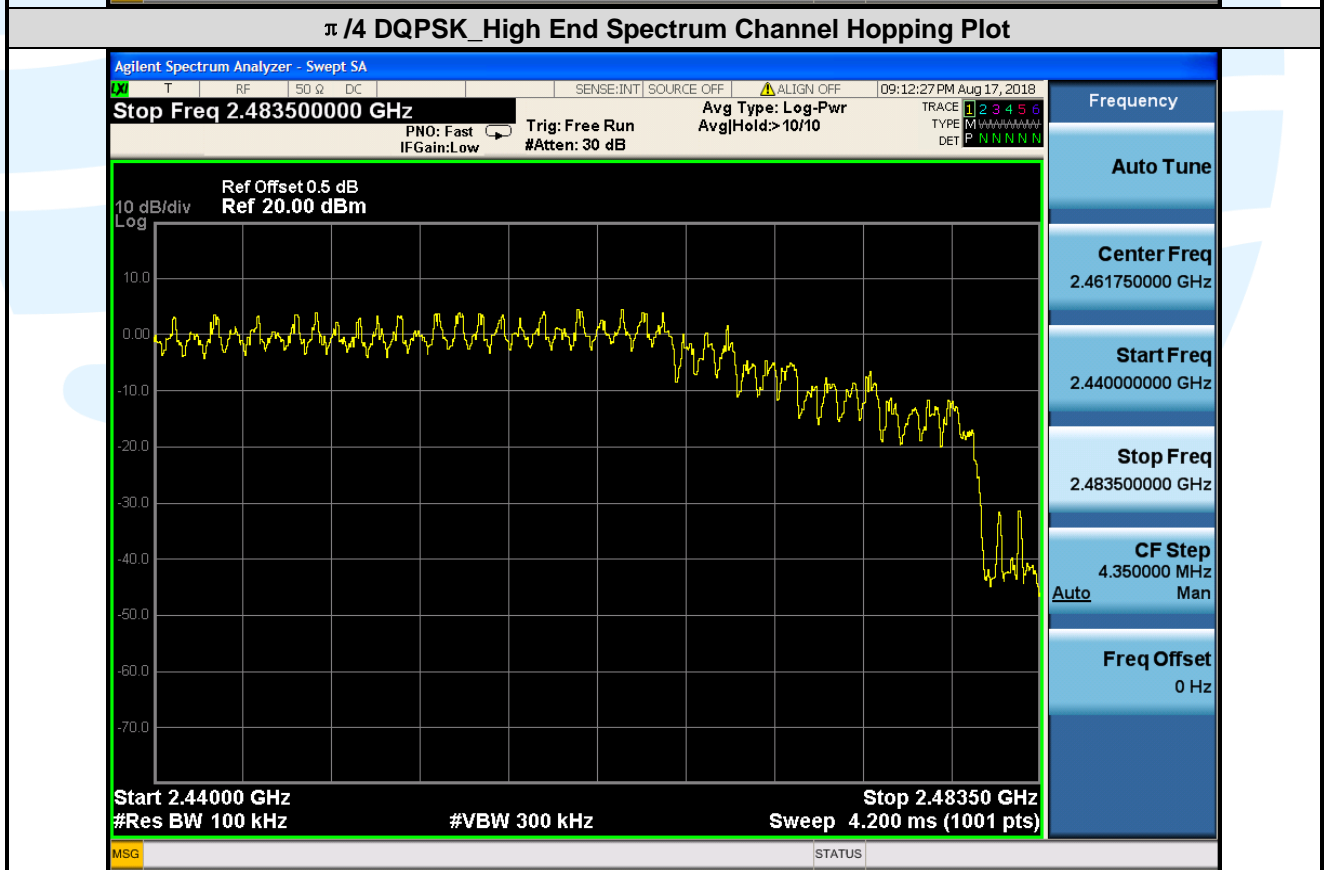 π/4 DQPSK_High End Spectrum Channel Hopping Plot
Agilent Spectrum Analyzer - Swept SA
LXI T RF 50 Ω DC SENSE:INT SOURCE OFF ALIGN OFF 09:12:27 PM Aug 17, 2018
Stop Freq 2.483500000 GHz
PNO: Fast
IFGain:Low
Trig: Free Run
#Atten: 30 dB
Avg Type: Log-Pwr
Avg|Hold:>10/10
TRACE 1 2 3 4 5 6
TYPE M
DET P N N N N N
Frequency
Auto Tune
Center Freq
2.461750000 GHz
Start Freq
2.440000000 GHz
Stop Freq
2.483500000 GHz
CF Step
4.350000 MHz
Auto Man
Freq Offset
0 Hz
Ref Offset 0.5 dB
10 dB/div Ref 20.00 dBm
Log
10.0
0.00
-10.0
-20.0
-30.0
-40.0
-50.0
-60.0
-70.0
Start 2.44000 GHz Stop 2.48350 GHz
#Res BW 100 kHz #VBW 300 kHz Sweep 4.200 ms (1001 pts)
MSG STATUS